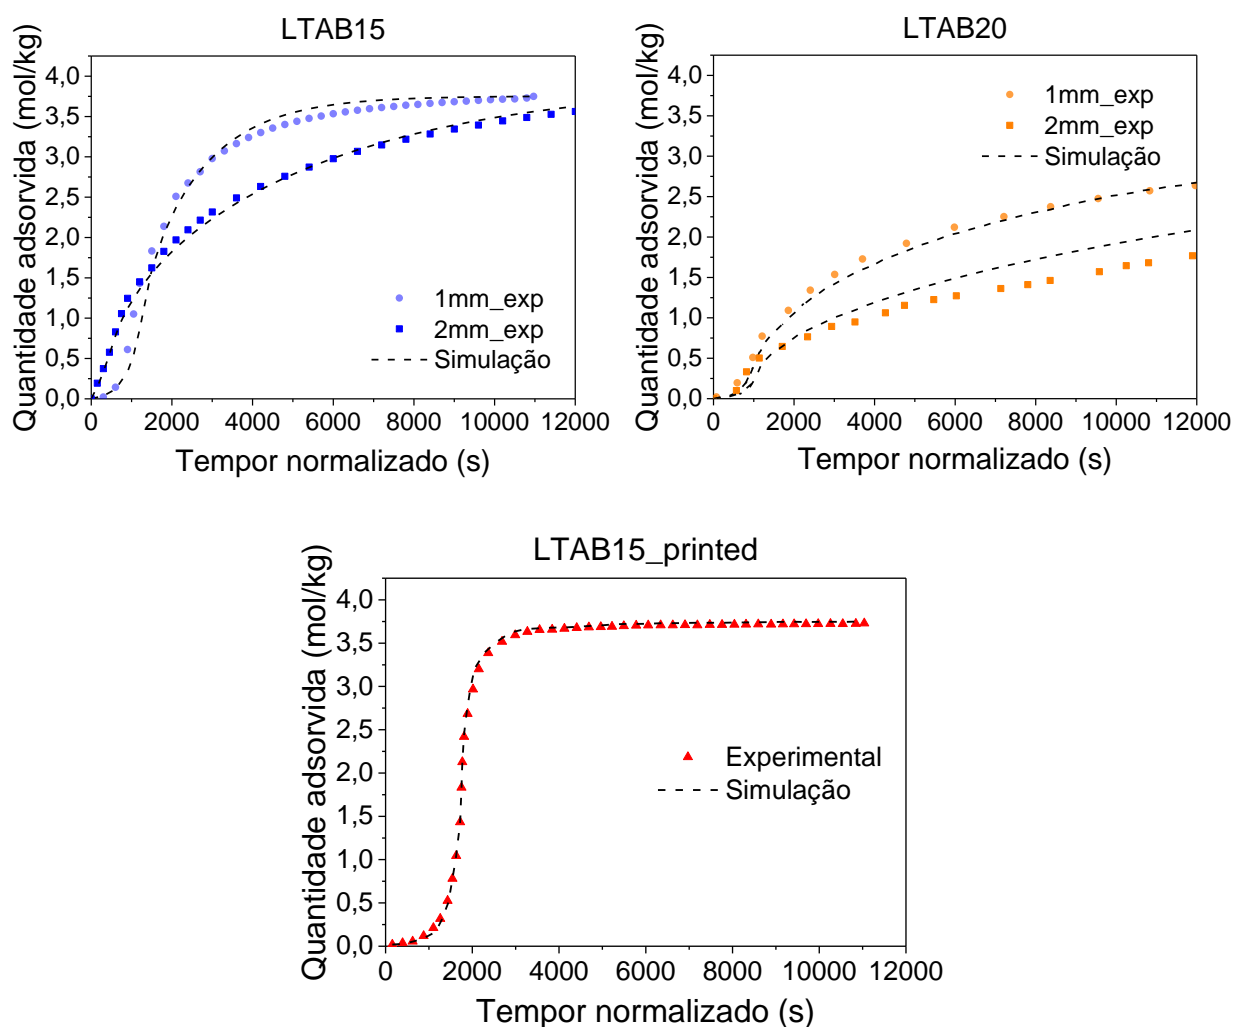 LTAB15
Quantidade adsorvida (mol/kg)
4,0
3,5
3,0
2,5
2,0
1,5
1,0
0,5
0,0
1mm_exp
2mm_exp
Simulação
0 2000 4000 6000 8000 10000 12000
Tempor normalizado (s)
LTAB20
Quantidade adsorvida (mol/kg)
4,0
3,5
3,0
2,5
2,0
1,5
1,0
0,5
0,0
1mm_exp
2mm_exp
Simulação
0 2000 4000 6000 8000 10000 12000
Tempor normalizado (s)
LTAB15_printed
Quantidade adsorvida (mol/kg)
4,0
3,5
3,0
2,5
2,0
1,5
1,0
0,5
0,0
Experimental
Simulação
0 2000 4000 6000 8000 10000 12000
Tempor normalizado (s)